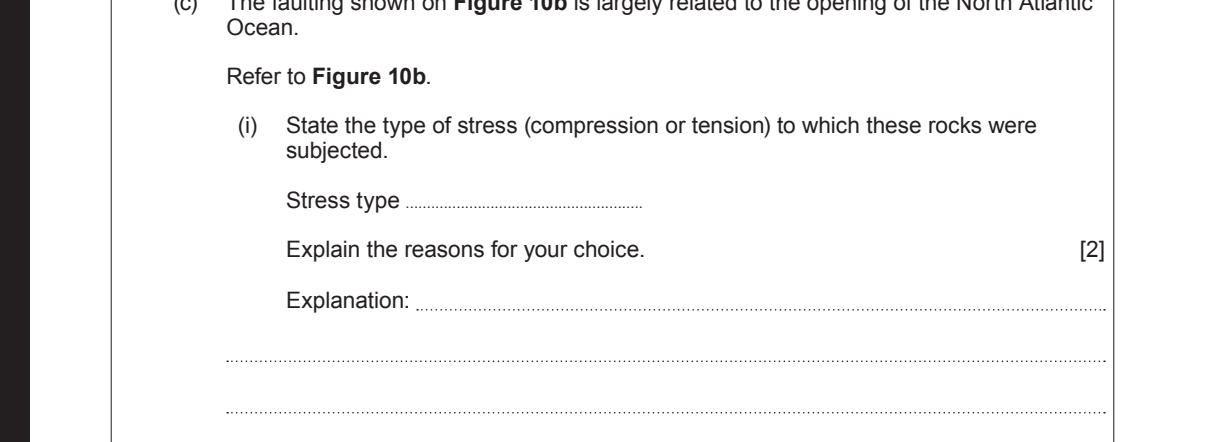 (c) The faulting shown on Figure 10b is largely related to the opening of the North Atlantic
Ocean.
Refer to Figure 10b.
(i) State the type of stress (compression or tension) to which these rocks were
subjected.
Stress type ........................................................
Explain the reasons for your choice. [2]
Explanation: